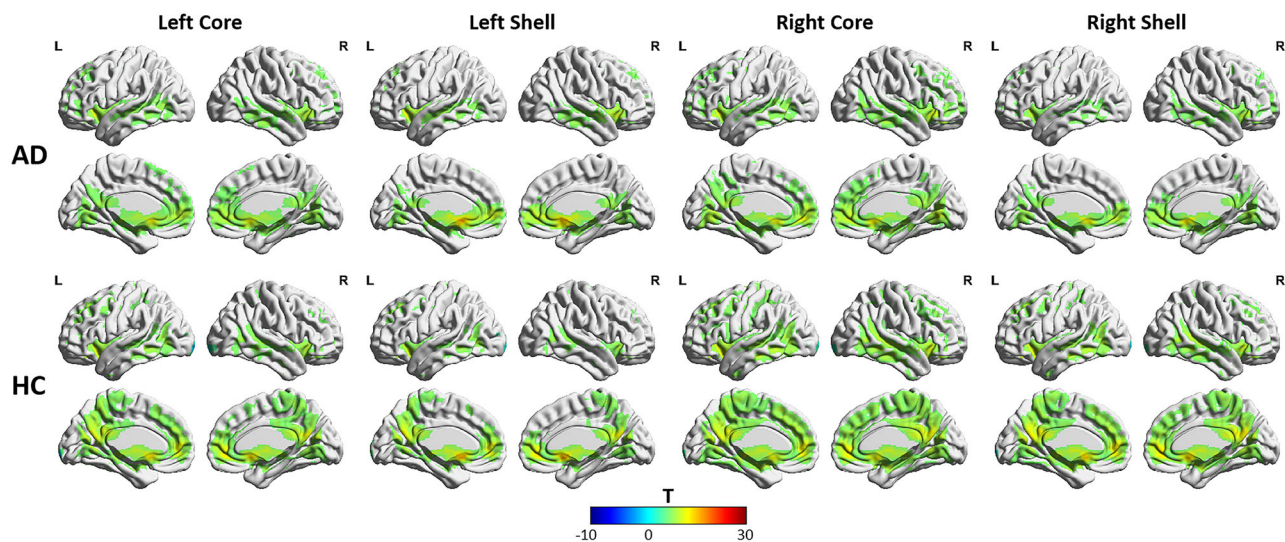 Left Core Left Shell Right Core Right Shell
L R L R L R L R
AD
L R L R L R L R
HC
T
-10 0 30